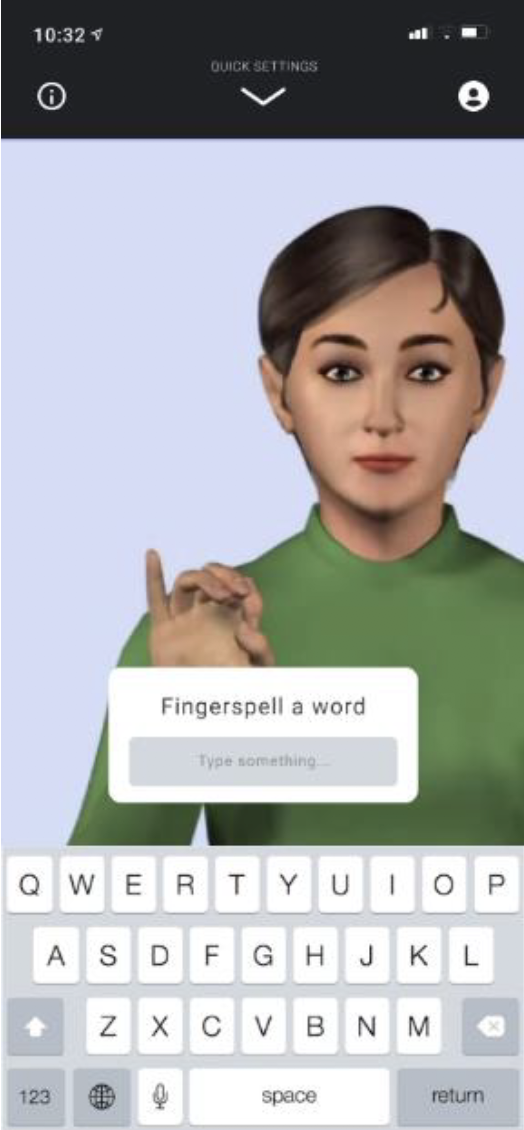 10:32
QUICK SETTINGS
Fingerspell a word
Type something...
Q W E R T Y U I O P
A S D F G H J K L
Z X C V B N M
123 space return